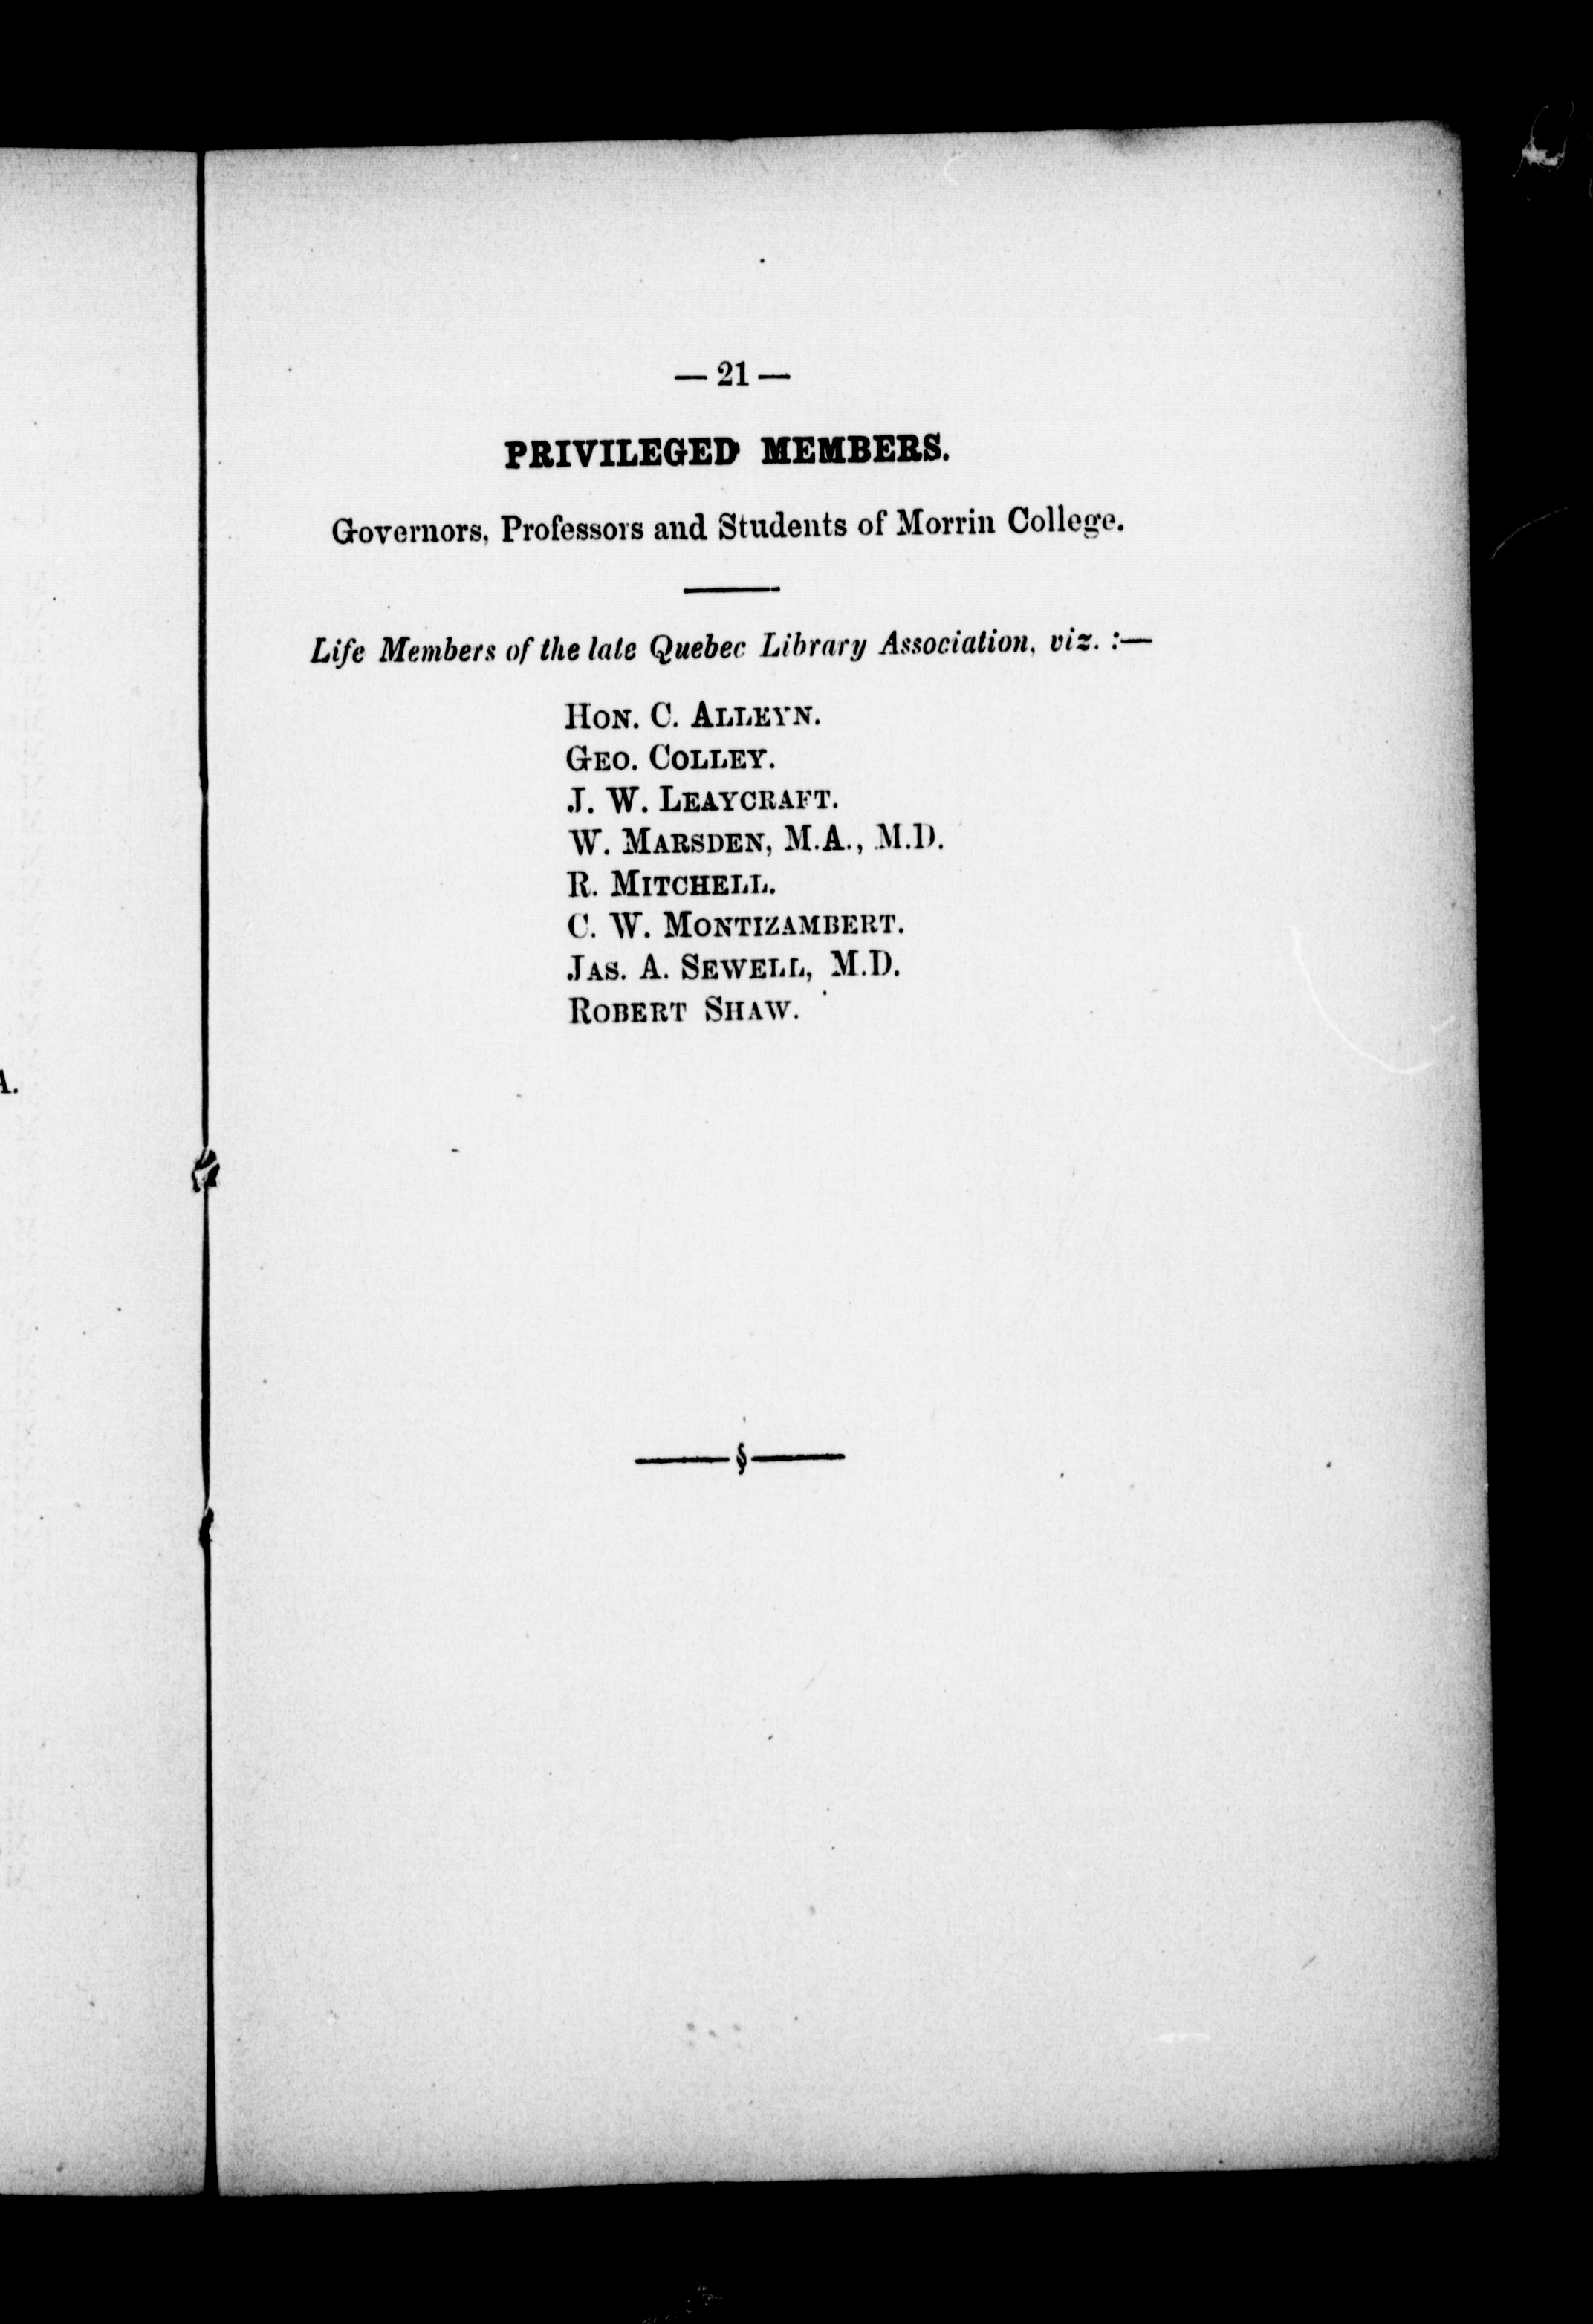 — 21 —
PRIVILEGED MEMBERS.
Governors, Professors and Students of Morrin College.
Life Members of the late Quebec Library Association, viz. :—
HON. C. ALLEYN.
GEO. COLLEY.
J. W. LEAYCRAFT.
W. MARSDEN, M.A., M.D.
R. MITCHELL.
C. W. MONTIZAMBERT.
JAS. A. SEWELL, M.D.
ROBERT SHAW.
A.
§